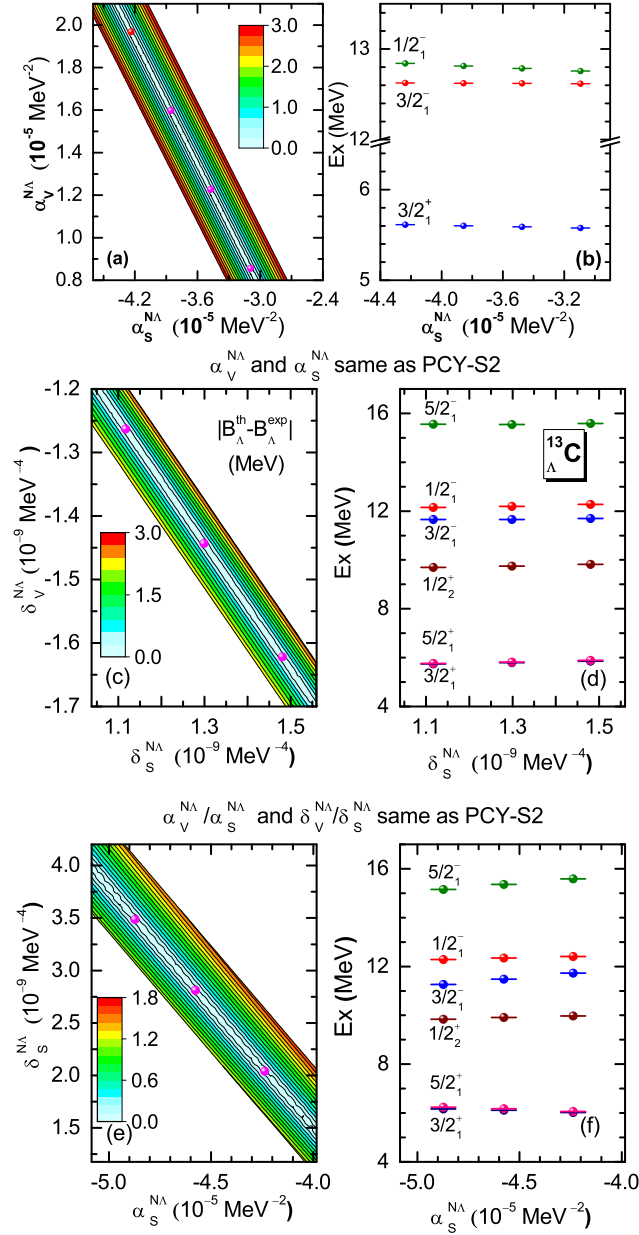 2.0
1.8
1.6
1.4
1.2
1.0
0.8
α_V^{NΛ} (10^{-5} MeV^{-2})
3.0
2.0
1.0
0.0
(a)
-4.2 -3.6 -3.0 -2.4
α_S^{NΛ} (10^{-5} MeV^{-2})
13
12
6
5
Ex (MeV)
1/2_1^-
3/2_1^-
3/2_1^+
(b)
-4.4 -4.0 -3.6 -3.2
α_S^{NΛ} (10^{-5} MeV^{-2})
α_V^{NΛ} and α_S^{NΛ} same as PCY-S2
-1.2
-1.3
-1.4
-1.5
-1.6
-1.7
δ_V^{NΛ} (10^{-9} MeV^{-4})
|B_Λ^{th}-B_Λ^{exp}|
(MeV)
3.0
1.5
0.0
(c)
1.1 1.3 1.5
δ_S^{NΛ} (10^{-9} MeV^{-4})
16
12
8
4
Ex (MeV)
5/2_1^-
^{13}_ΛC
1/2_1^-
3/2_1^-
1/2_2^+
5/2_1^+
3/2_1^+
(d)
1.1 1.3 1.5
δ_S^{NΛ} (10^{-9} MeV^{-4})
α_V^{NΛ}/α_S^{NΛ} and δ_V^{NΛ}/δ_S^{NΛ} same as PCY-S2
4.0
3.5
3.0
2.5
2.0
1.5
δ_S^{NΛ} (10^{-9} MeV^{-4})
1.8
1.2
0.6
0.0
(e)
-5.0 -4.5 -4.0
α_S^{NΛ} (10^{-5} MeV^{-2})
16
12
8
4
Ex (MeV)
5/2_1^-
1/2_1^-
3/2_1^-
1/2_2^+
5/2_1^+
3/2_1^+
(f)
-5.0 -4.5 -4.0
α_S^{NΛ} (10^{-5} MeV^{-2})